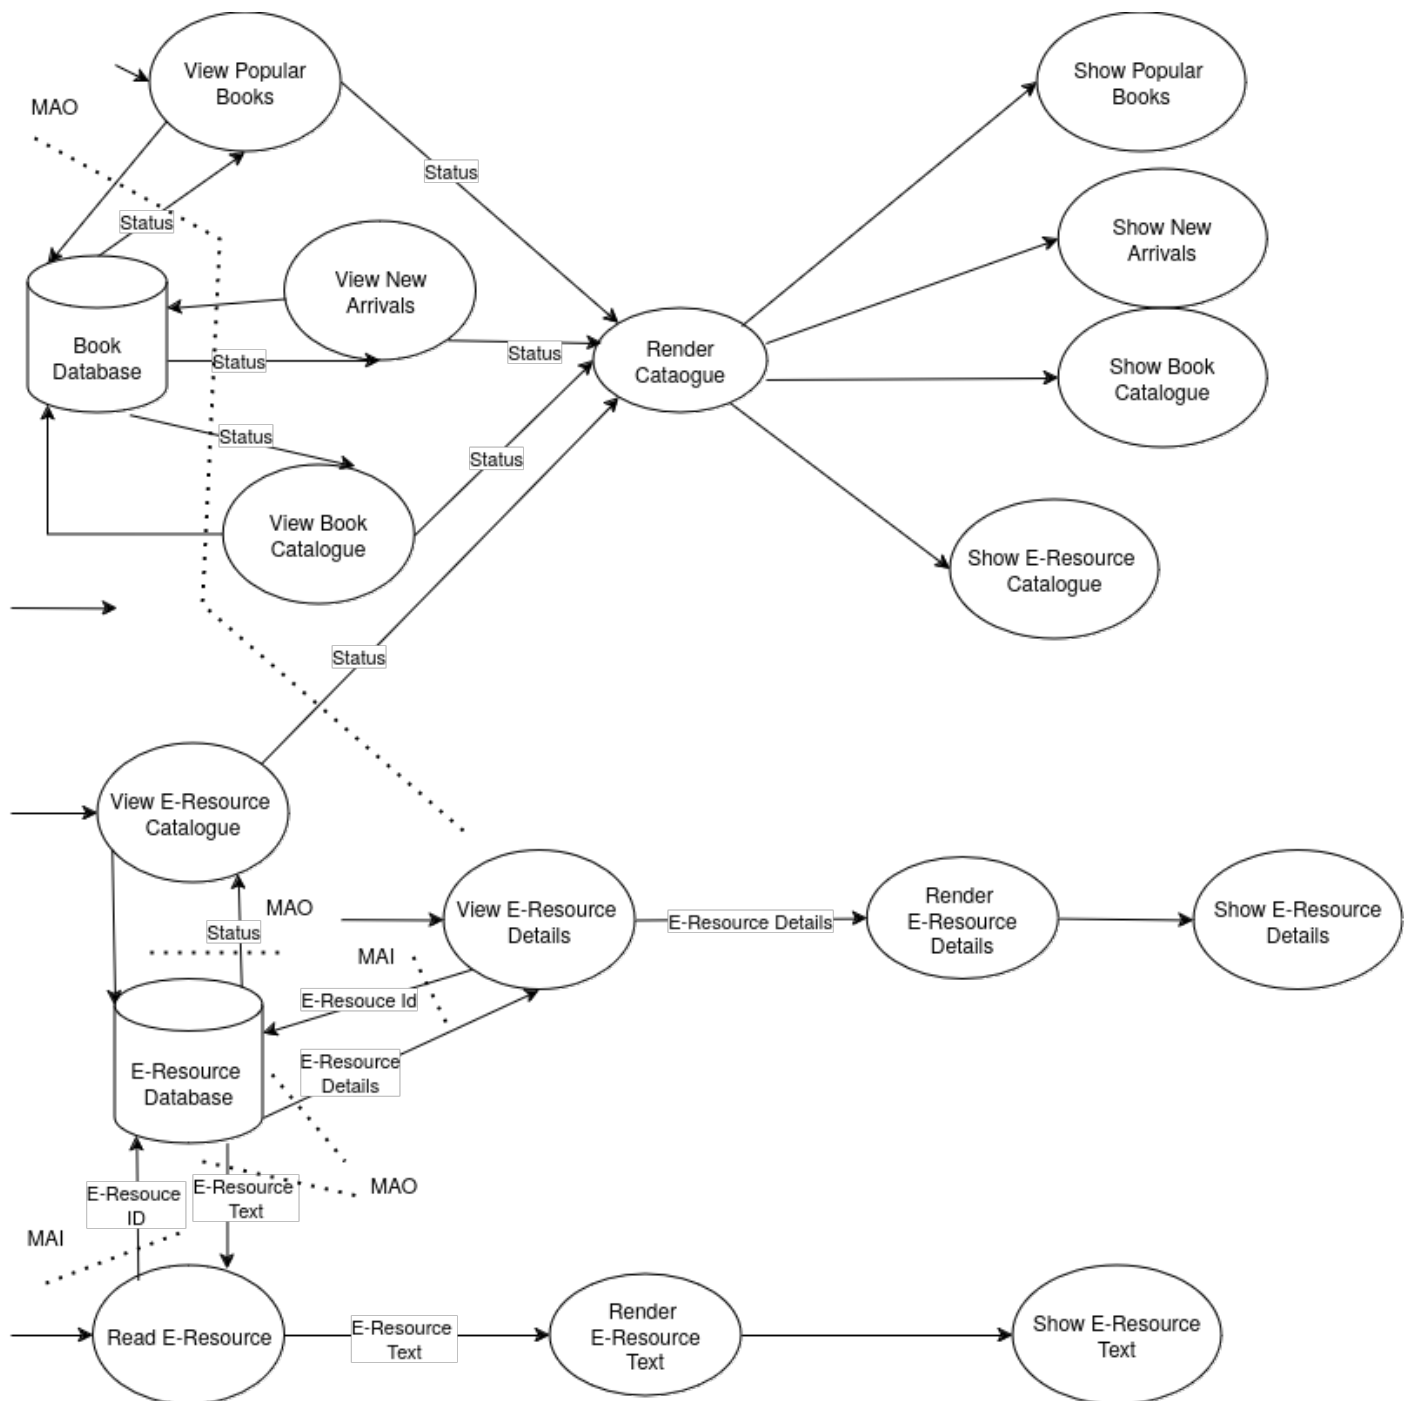 View Popular
Books
Show Popular
Books
MAO
Status
Status
Show New
Arrivals
View New
Arrivals
Book
Database
Status
Status
Render
Cataogue
Show Book
Catalogue
Status
Status
View Book
Catalogue
Show E-Resource
Catalogue
Status
View E-Resource
Catalogue
MAO
Status
View E-Resource
Details
E-Resource Details
Render
E-Resource
Details
Show E-Resource
Details
MAI
E-Resouce Id
E-Resource
Details
E-Resource
Database
MAO
E-Resouce
ID
E-Resource
Text
MAI
Read E-Resource
E-Resource
Text
Render
E-Resource
Text
Show E-Resource
Text